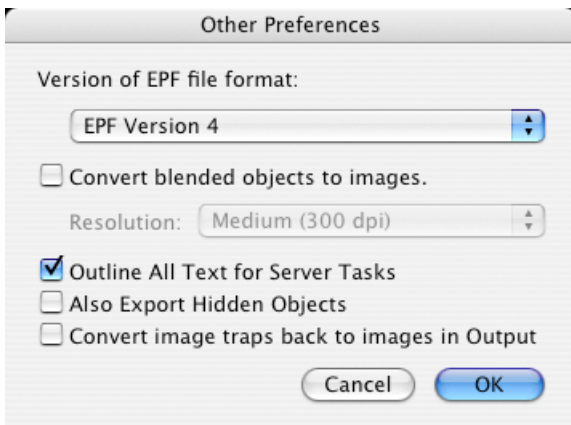 Other Preferences
Version of EPF file format:
EPF Version 4
Convert blended objects to images.
Resolution: Medium (300 dpi)
Outline All Text for Server Tasks
Also Export Hidden Objects
Convert image traps back to images in Output
Cancel OK